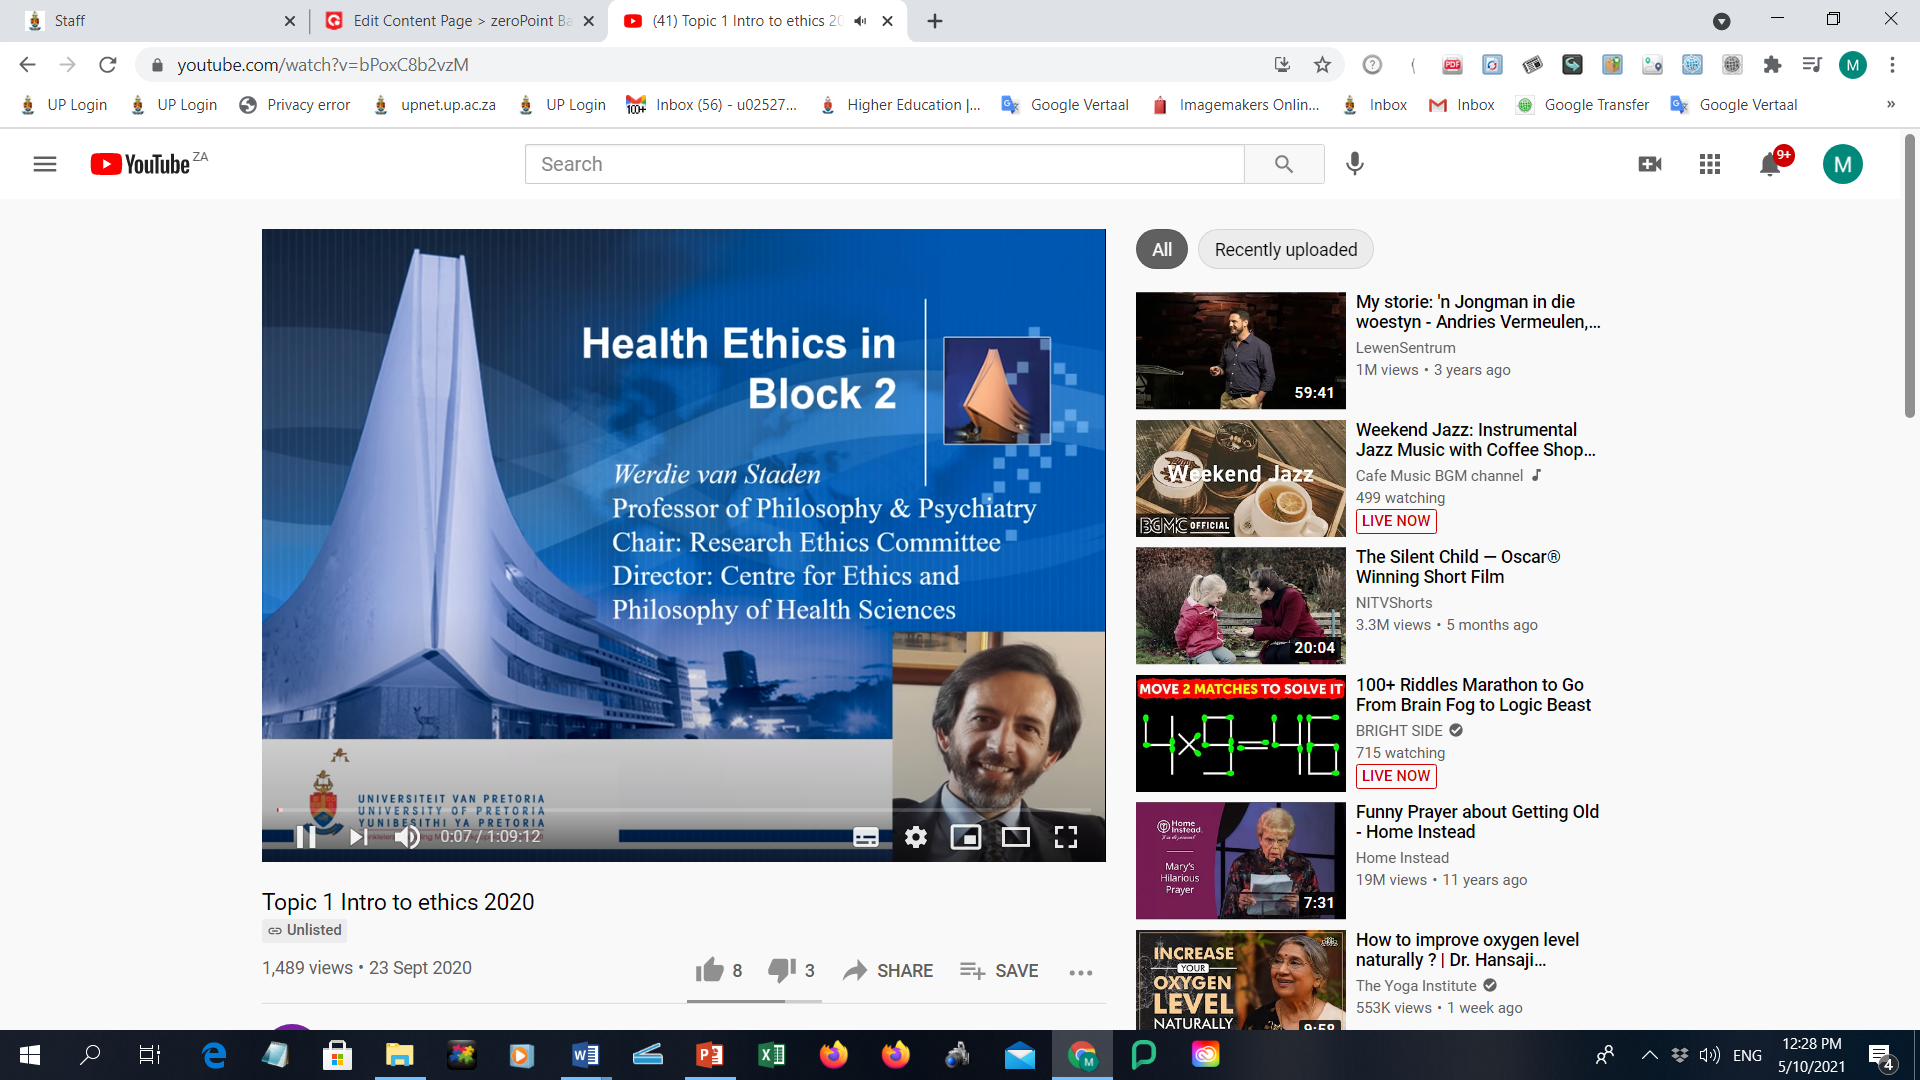 Staff
Edit Content Page > zeroPoint Ba
(41) Topic 1 Intro to ethics 20
youtube.com/watch?v=bPoxC8b2vzM
M
UP Login
UP Login
Privacy error
upnet.up.ac.za
UP Login
Inbox (56) - u02527...
Higher Education |...
Google Vertaal
Imagemakers Onlin...
Inbox
Inbox
Google Transfer
Google Vertaal
»
YouTube ZA
Search
9+
M
Health Ethics in
Block 2
Werdie van Staden
Professor of Philosophy & Psychiatry
Chair: Research Ethics Committee
Director: Centre for Ethics and
Philosophy of Health Sciences
UNIVERSITEIT VAN PRETORIA
UNIVERSITY OF PRETORIA
YUNIBESITHI YA PRETORIA
0:07 / 1:09:12
Topic 1 Intro to ethics 2020
Unlisted
1,489 views • 23 Sept 2020
8
3
SHARE
SAVE
All
Recently uploaded
59:41
My storie: 'n Jongman in die
woestyn - Andries Vermeulen,...
LewenSentrum
1M views • 3 years ago
Weekend Jazz
BGMC OFFICIAL
Weekend Jazz: Instrumental
Jazz Music with Coffee Shop...
Cafe Music BGM channel
499 watching
LIVE NOW
20:04
The Silent Child — Oscar®
Winning Short Film
NITVShorts
3.3M views • 5 months ago
MOVE 2 MATCHES TO SOLVE IT
4x9=46
100+ Riddles Marathon to Go
From Brain Fog to Logic Beast
BRIGHT SIDE
715 watching
LIVE NOW
Home Instead
Mary's
Hilarious
Prayer
7:31
Funny Prayer about Getting Old
- Home Instead
Home Instead
19M views • 11 years ago
INCREASE
YOUR
OXYGEN
LEVEL
NATURALLY
9:58
How to improve oxygen level
naturally ? | Dr. Hansaji...
The Yoga Institute
553K views • 1 week ago
ENG
12:28 PM
5/10/2021
4